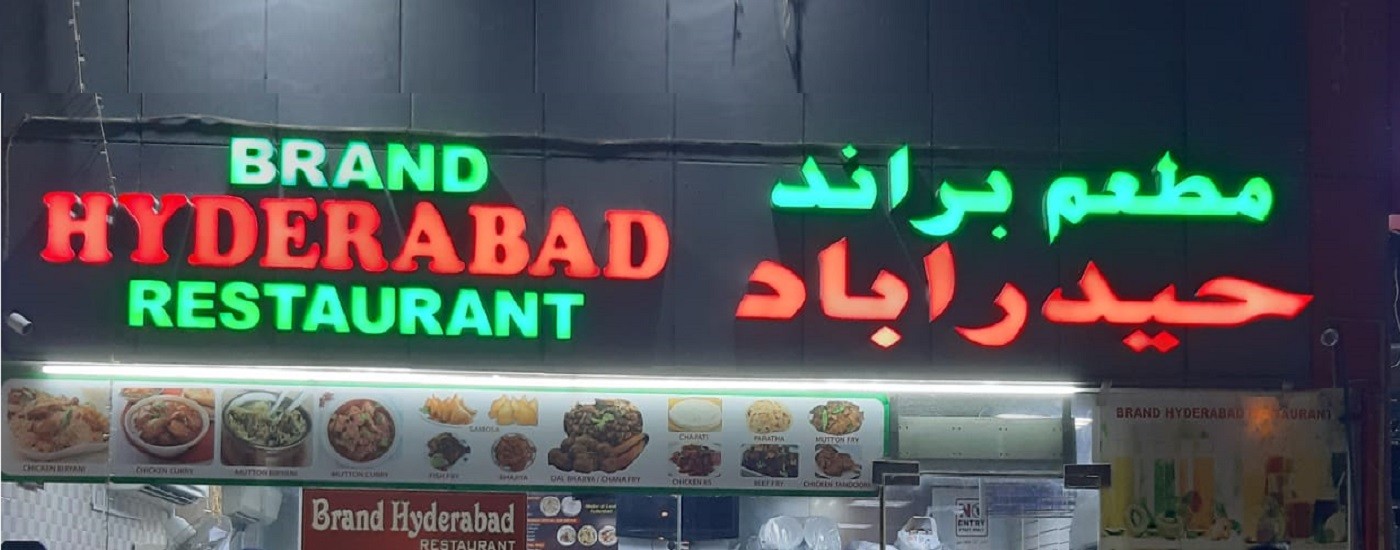 BRAND
HYDERABAD
RESTAURANT
مطعم براند
حيدراباد
CHICKEN BIRYANI
CHICKEN CURRY
MUTTON BIRYANI
MUTTON CURRY
SAMOSA
FISH FRY
BHAJIYA
DAL BHAJIYA / CHANA FRY
CHAPATI
PARATHA
MUTTON FRY
CHICKEN 65
BEEF FRY
CHICKEN TANDOORI
BRAND HYDERABAD RESTAURANT
Brand Hyderabad
RESTAURANT
NO
ENTRY